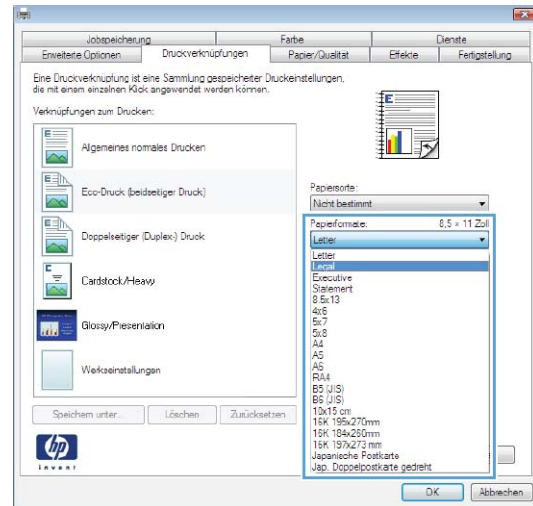 Jobspeicherung Farbe Dienste
Erweiterte Optionen Druckverknüpfungen Papier/Qualität Effekte Fertigstellung
Eine Druckverknüpfung ist eine Sammlung gespeicherter Druckeinstellungen,
die mit einem einzelnen Klick angewendet werden können.
Verknüpfungen zum Drucken:
Algemeines normales Drucken
Eco-Druck (beidseitiger Druck)
Doppelseitiger (Duplex-) Druck
Cardstock/Heavy
Glossy/Presentation
Werkseinstellungen
Speichern unter... Löschen Zurücksetzen
Papiersorte:
Nicht bestimmt
Papierformate: 8,5 × 11 Zoll
Letter
Letter
Legal
Executive
Statement
8.5x13
4x6
5x7
5x8
A4
A5
A6
RA4
B5 (JIS)
B6 (JIS)
10x15 cm
16K 195x270mm
16K 184x260mm
16K 197x273 mm
Japanische Postkarte
Jap. Doppelpostkarte gedreht
hp
invent
OK Abbrechen